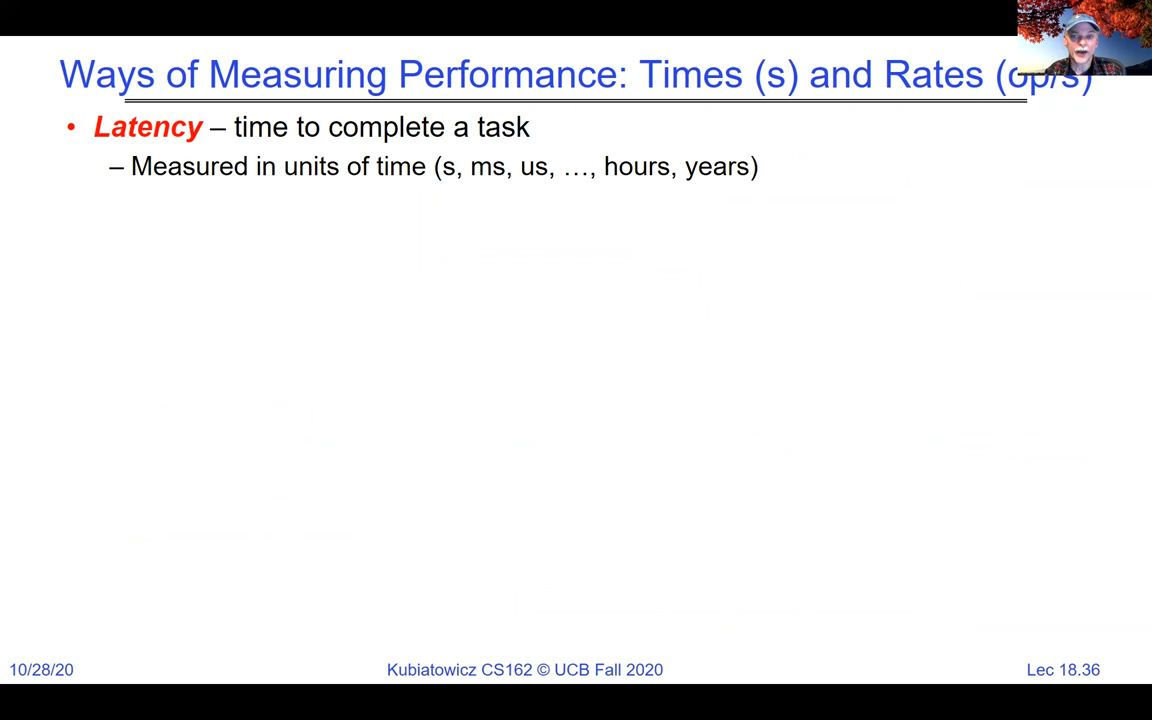 Ways of Measuring Performance: Times (s) and Rates (op/s)
• Latency – time to complete a task
– Measured in units of time (s, ms, us, …, hours, years)
10/28/20 Kubiatowicz CS162 © UCB Fall 2020 Lec 18.36